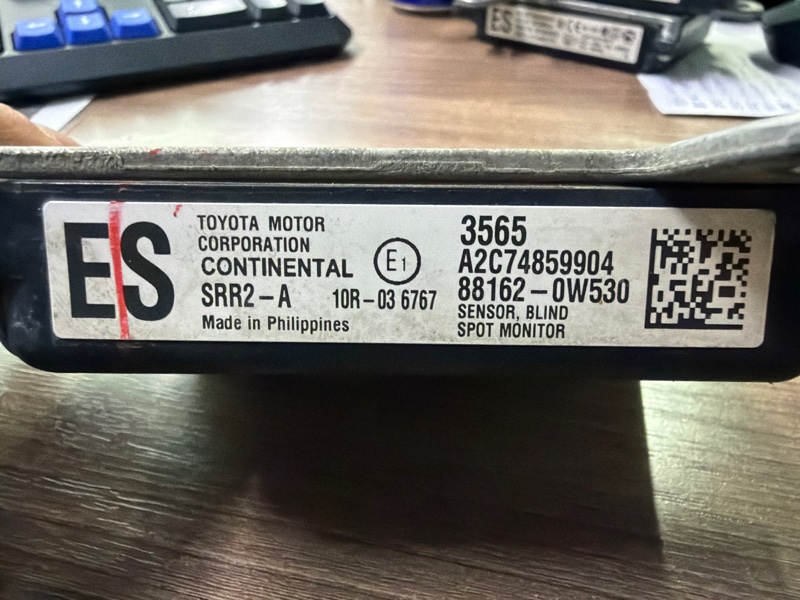 ES
TOYOTA MOTOR
CORPORATION
CONTINENTAL
SRR2-A 10R-03 6767
Made in Philippines
E1
3565
A2C74859904
88162-0W530
SENSOR, BLIND
SPOT MONITOR
ES